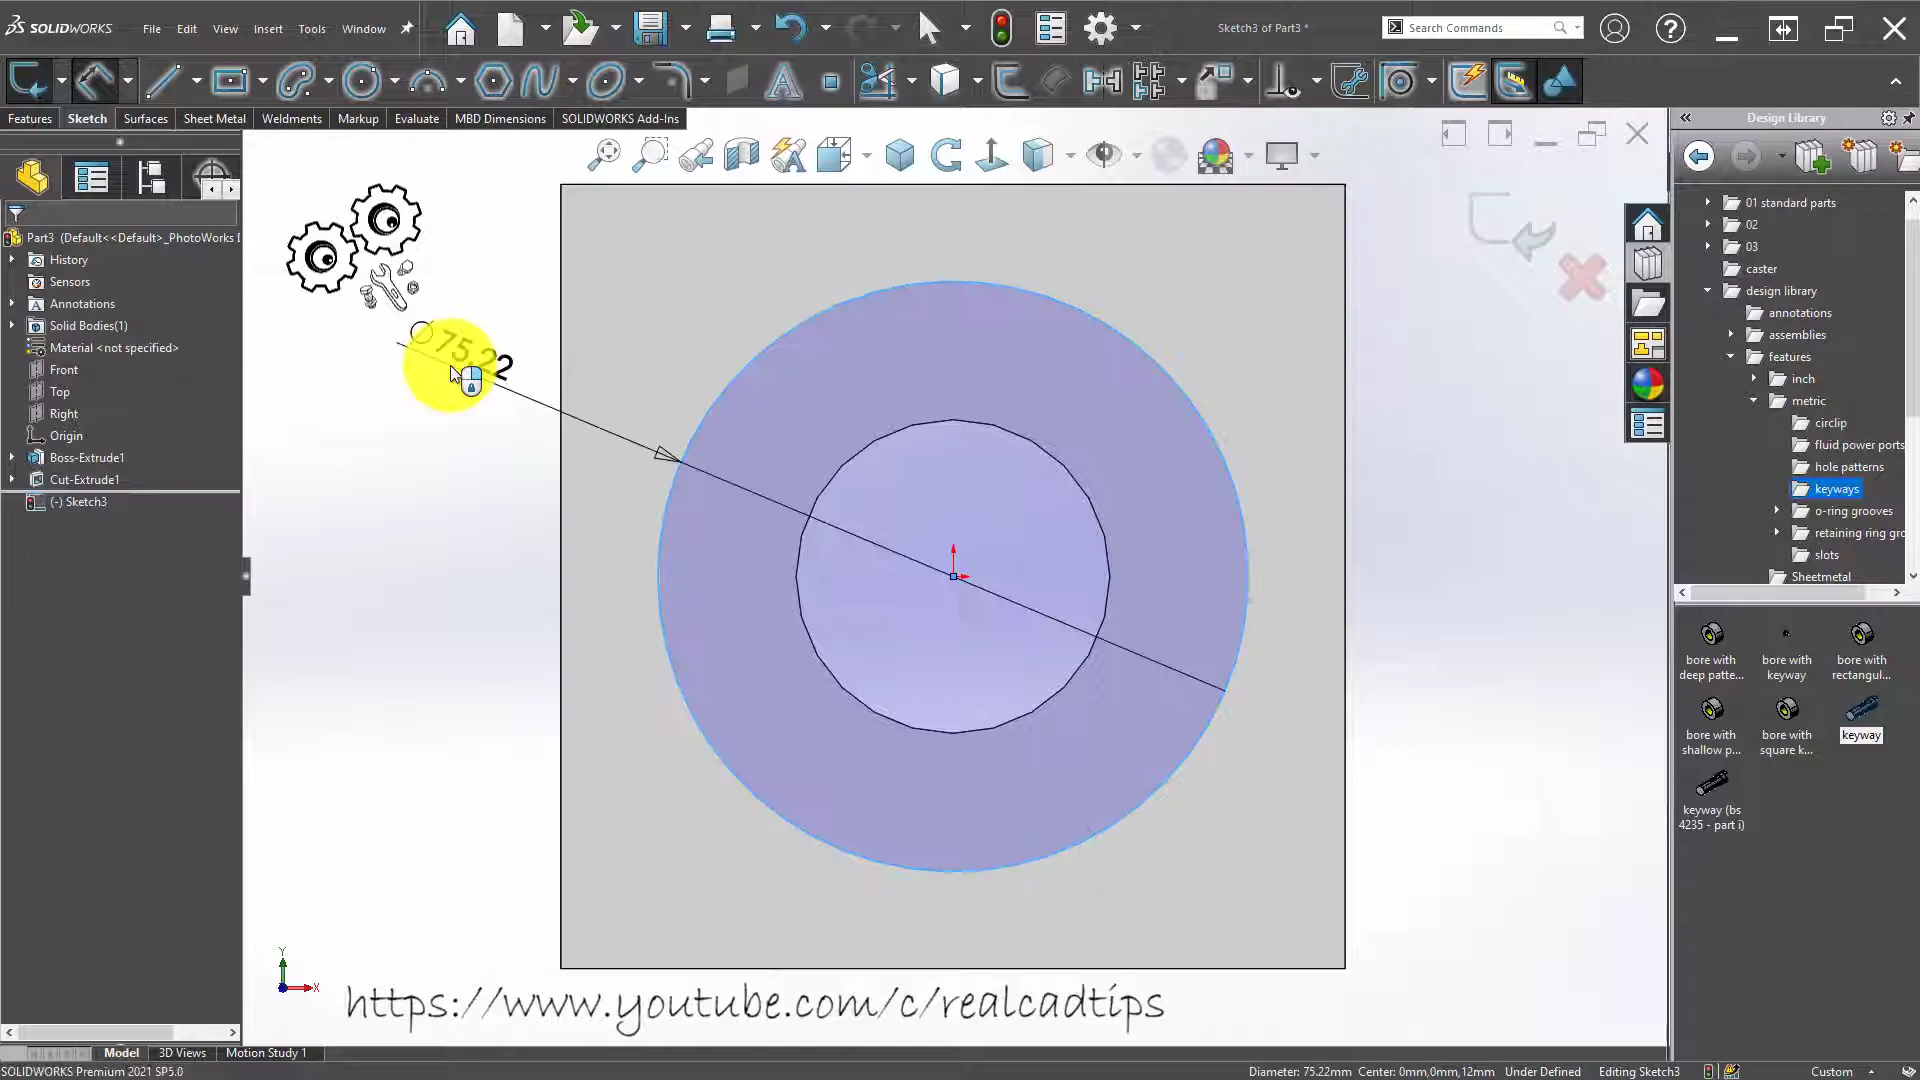 SOLIDWORKS File Edit View Insert Tools Window Sketch3 of Part3 * Search Commands
Features Sketch Surfaces Sheet Metal Weldments Markup Evaluate MBD Dimensions SOLIDWORKS Add-Ins Design Library
Part3 (Default<<Default>_PhotoWorks D
History
Sensors
Annotations
Solid Bodies(1)
Material <not specified>
Front
Top
Right
Origin
Boss-Extrude1
Cut-Extrude1
(-) Sketch3
75.22
01 standard parts
02
03
caster
design library
annotations
assemblies
features
inch
metric
circlip
fluid power ports
hole patterns
keyways
o-ring grooves
retaining ring gro
slots
Sheetmetal
bore with deep patte...
bore with keyway
bore with rectangul...
bore with shallow p...
bore with square k...
keyway
keyway (bs 4235 - part i)
Y
X
https://www.youtube.com/c/realcadtips
Model 3D Views Motion Study 1
SOLIDWORKS Premium 2021 SP5.0 Diameter: 75.22mm Center: 0mm,0mm,12mm Under Defined Editing Sketch3 Custom